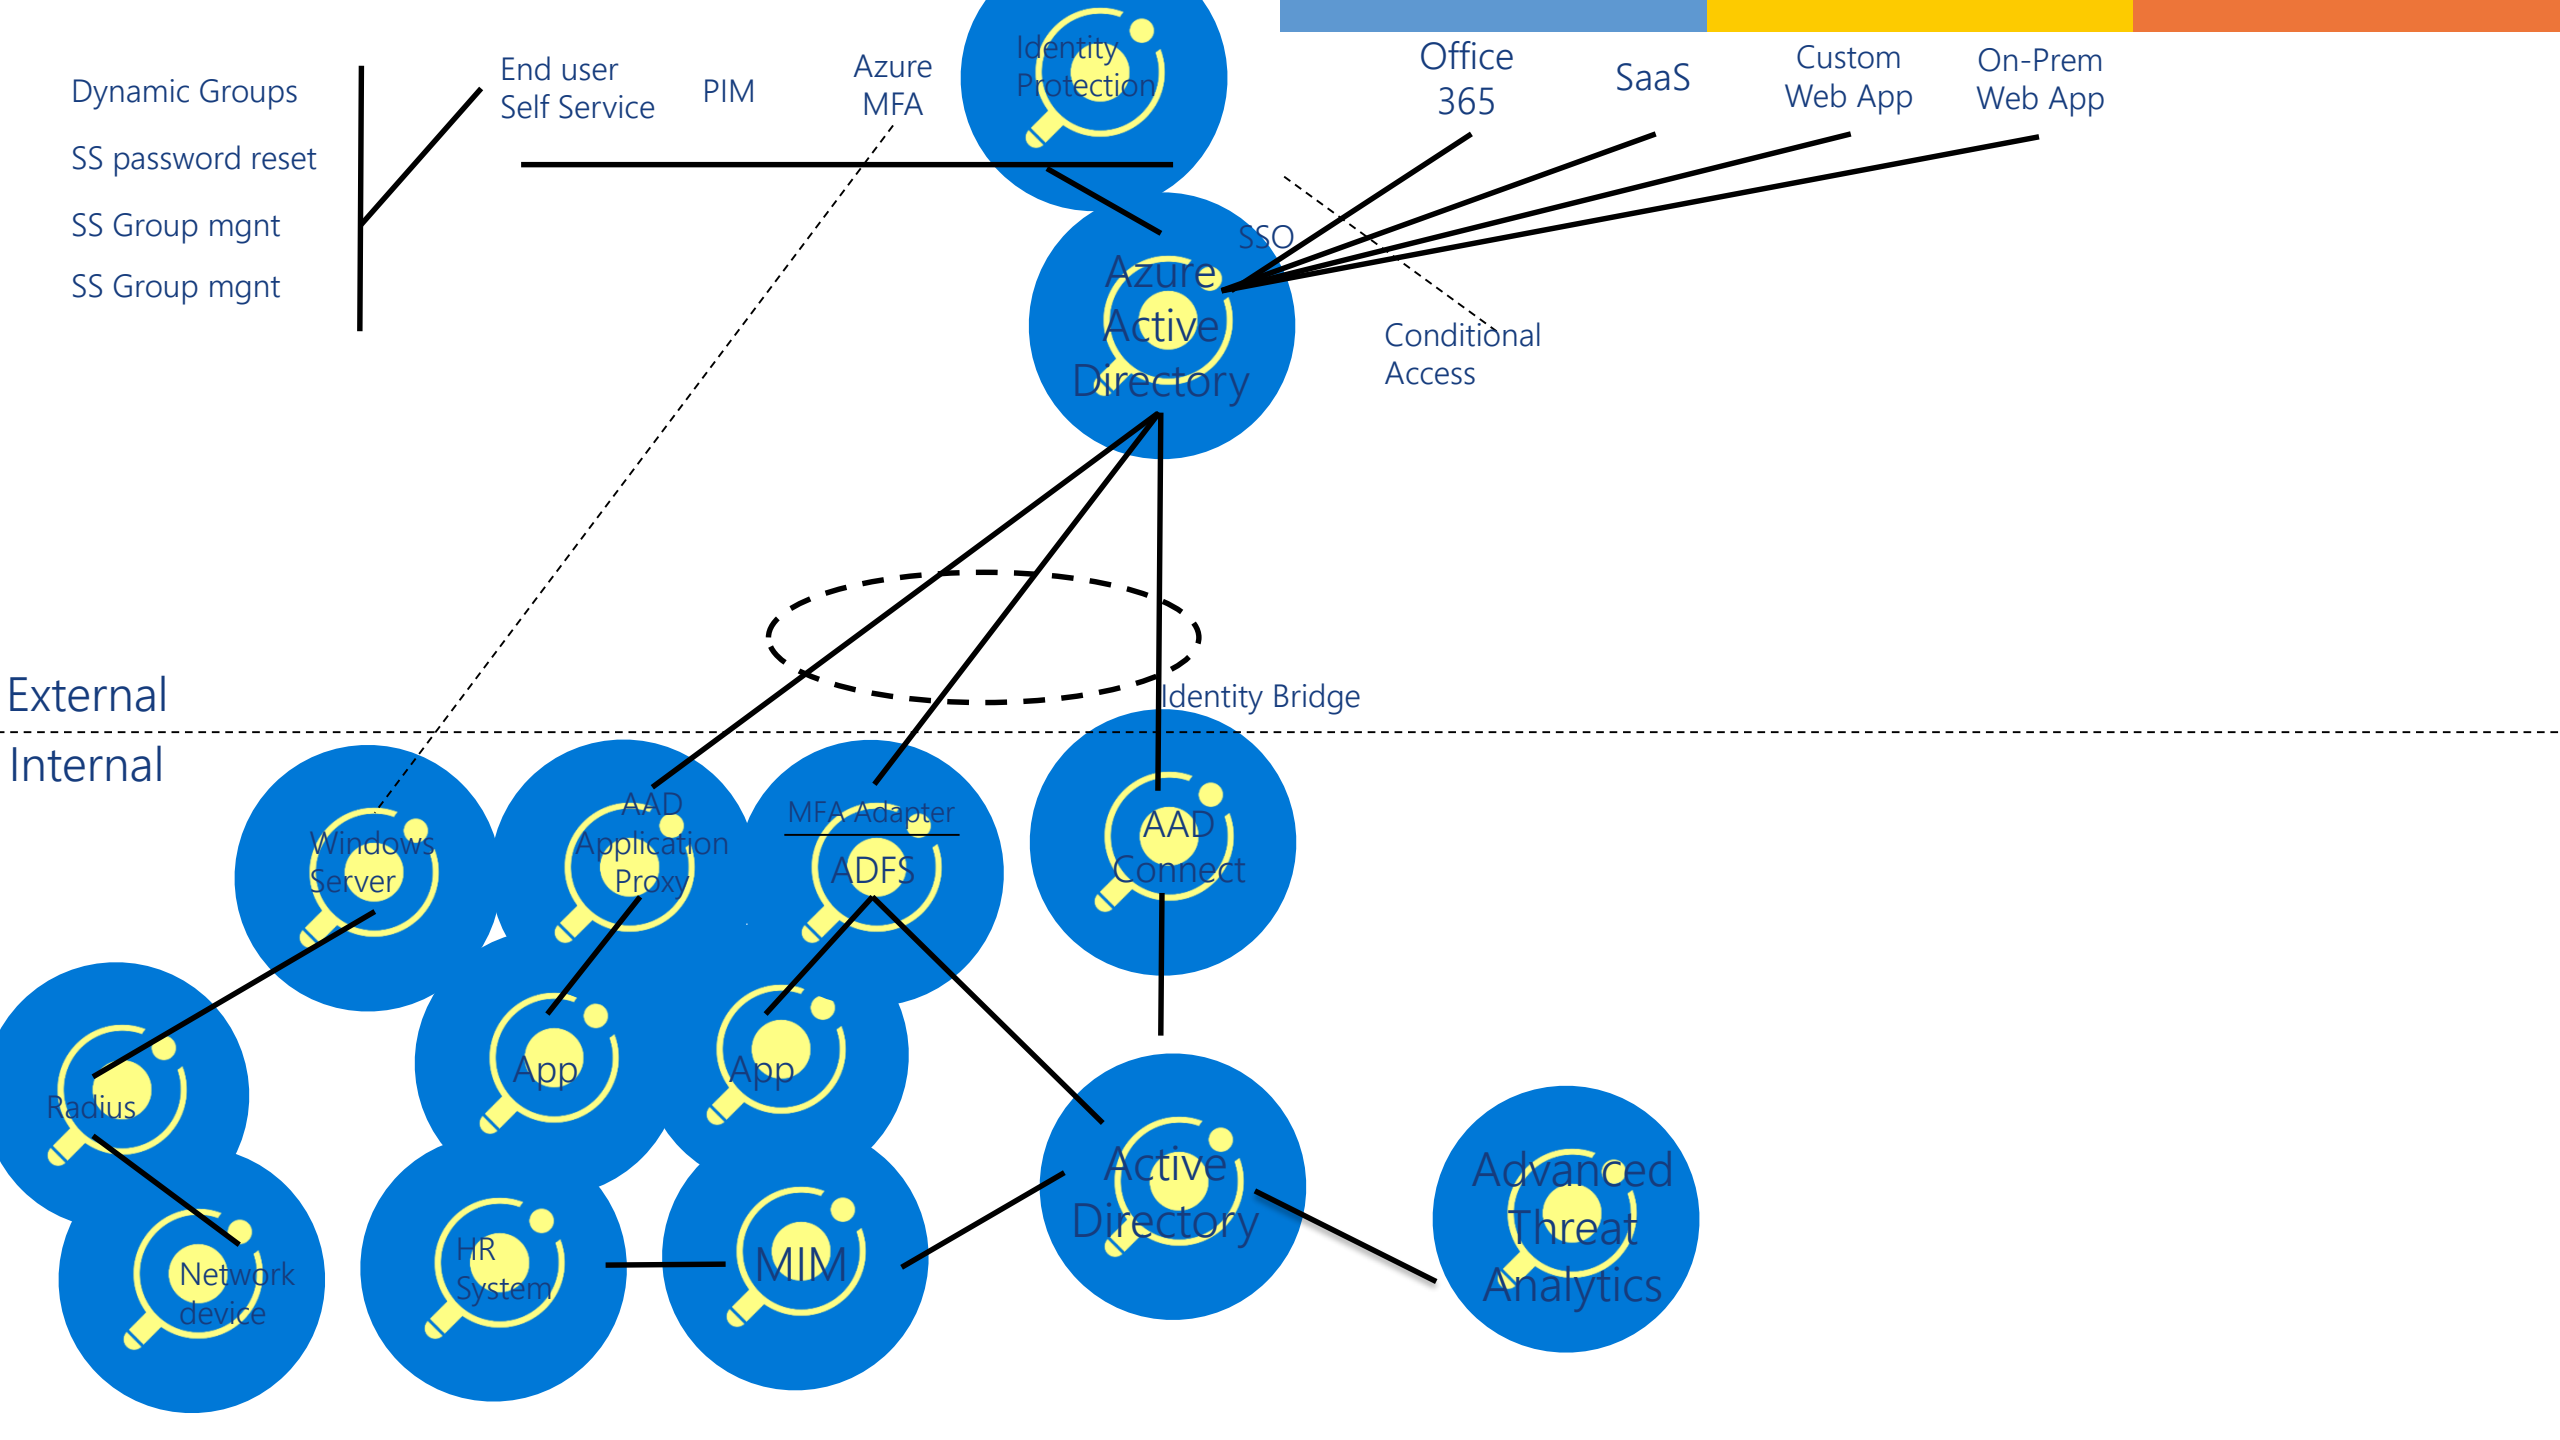 Dynamic Groups
SS password reset
SS Group mgnt
SS Group mgnt
End user
Self Service
PIM
Azure
MFA
Identity
Protection
Office
365
SaaS
Custom
Web App
On-Prem
Web App
SSO
Azure
Active
Directory
Conditional
Access
External
Identity Bridge
Internal
Windows
Server
AAD
Application
Proxy
MFA Adapter
ADFS
AAD
Connect
Radius
App
App
Active
Directory
Advanced
Threat
Analytics
Network
device
HR
System
MIM